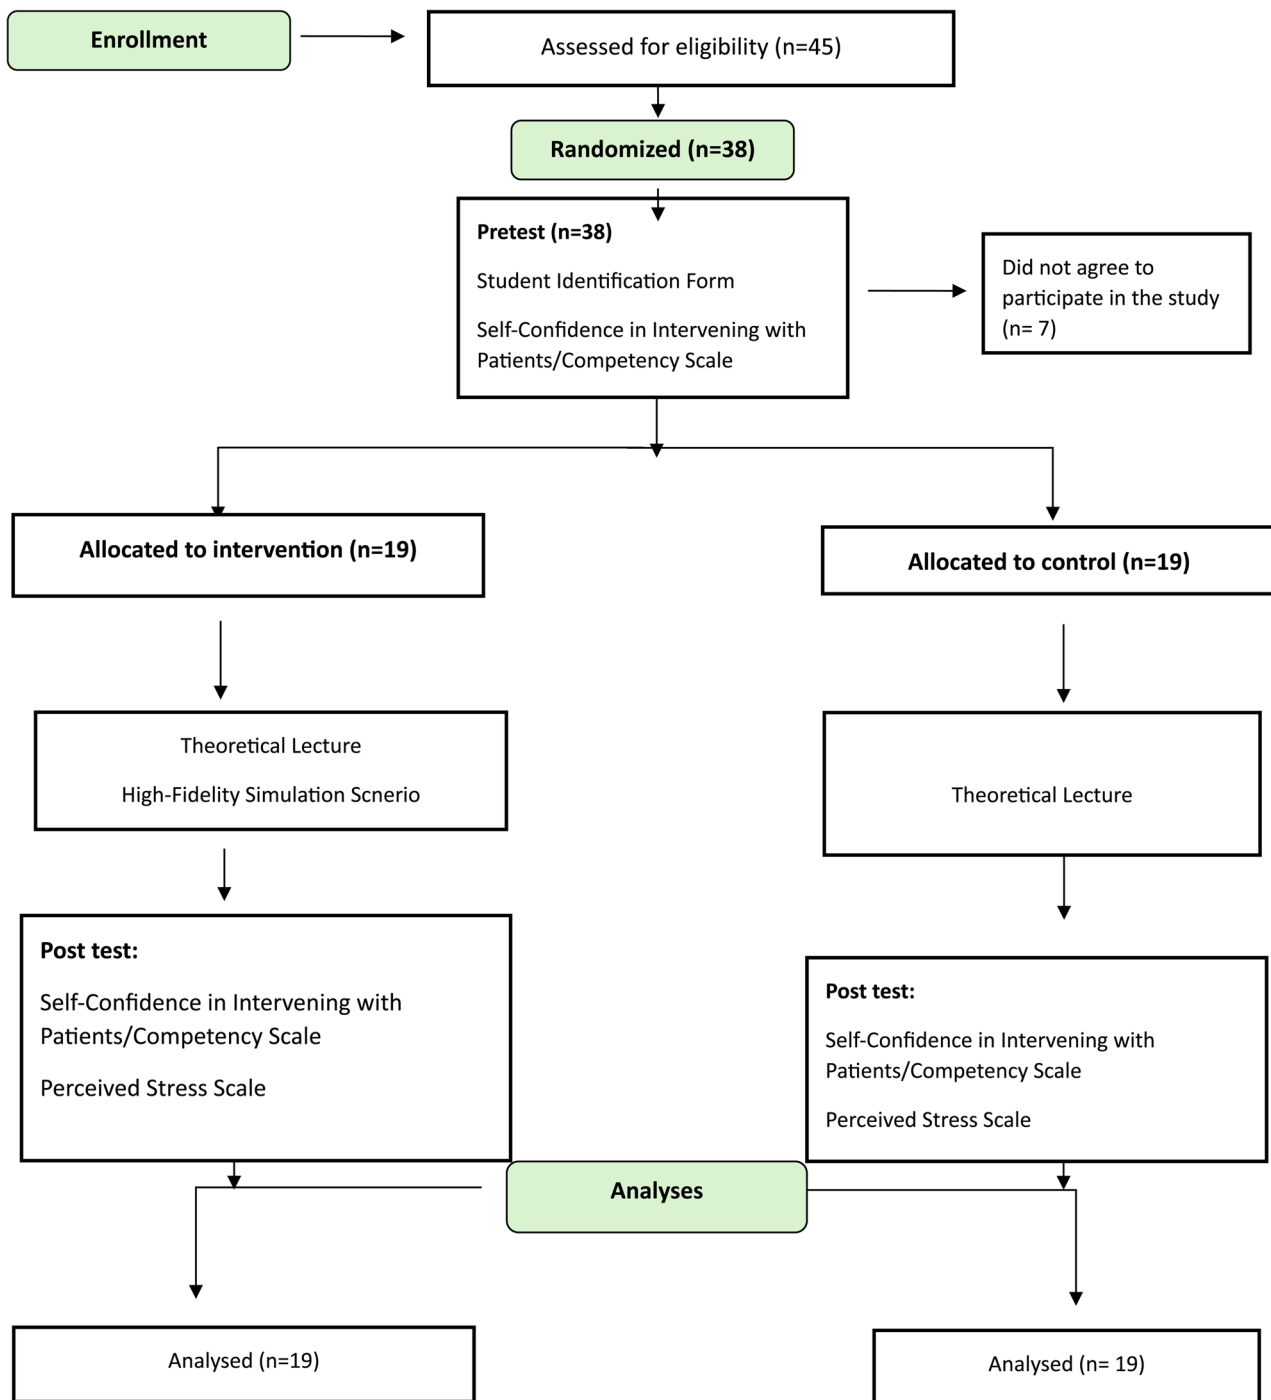 Enrollment
Assessed for eligibility (n=45)
Randomized (n=38)
Pretest (n=38)
Student Identification Form
Self-Confidence in Intervening with
Patients/Competency Scale
Did not agree to
participate in the study
(n= 7)
Allocated to intervention (n=19)
Allocated to control (n=19)
Theoretical Lecture
High-Fidelity Simulation Scnerio
Theoretical Lecture
Post test:
Self-Confidence in Intervening with
Patients/Competency Scale
Perceived Stress Scale
Post test:
Self-Confidence in Intervening with
Patients/Competency Scale
Perceived Stress Scale
Analyses
Analysed (n=19)
Analysed (n= 19)